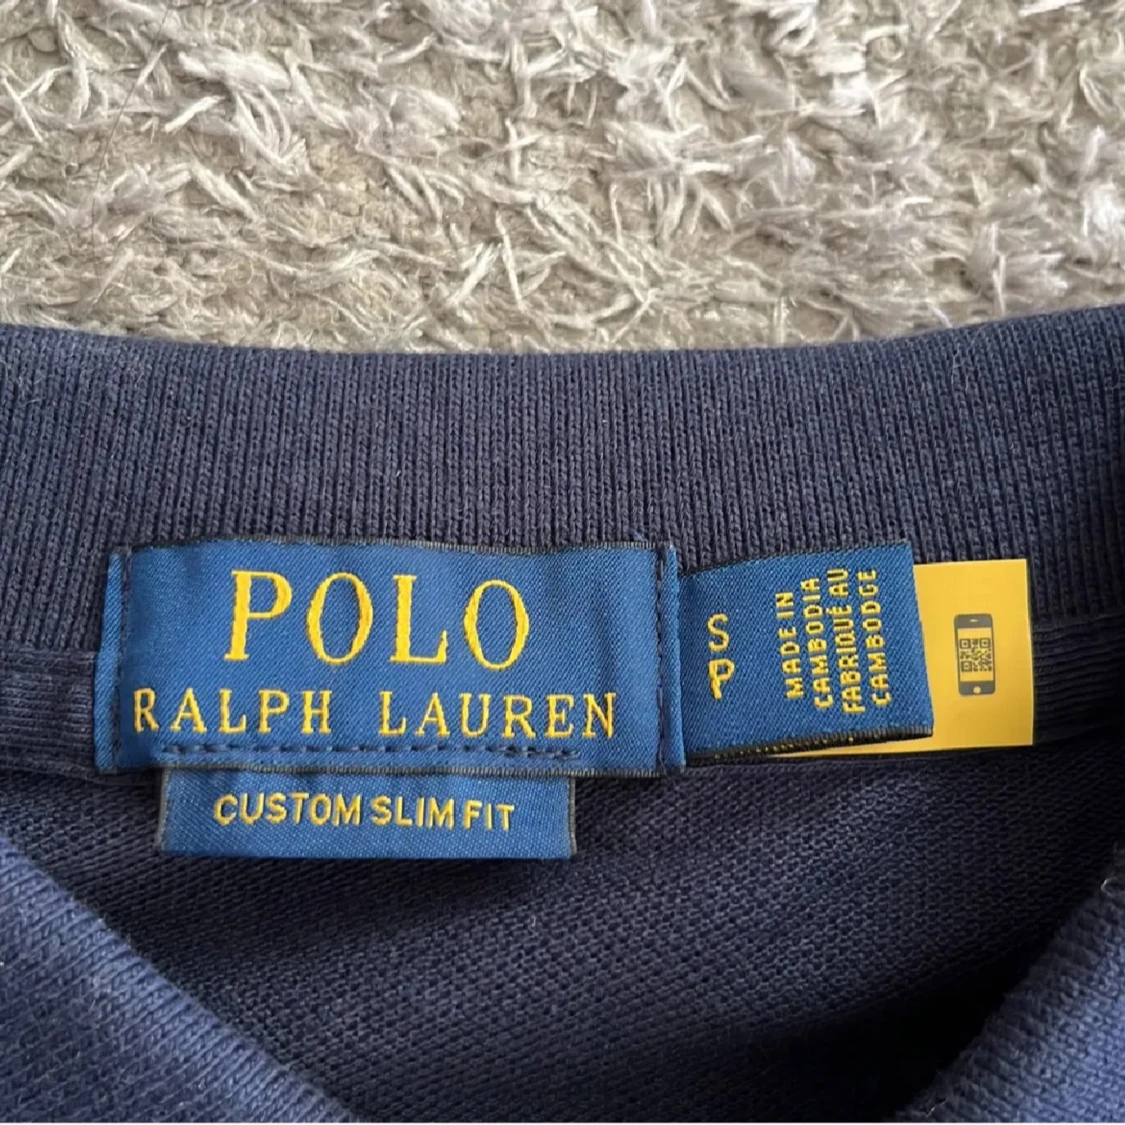 POLO
RALPH LAUREN
CUSTOM SLIM FIT
S
P
MADE IN
CAMBODIA
FABRIQUÉ AU
CAMBODGE